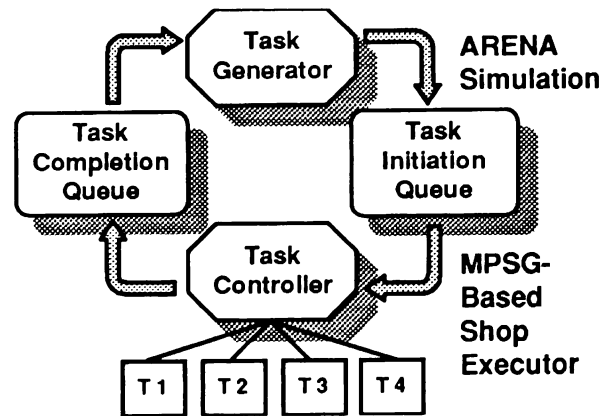 Task
Generator
ARENA
Simulation
Task
Completion
Queue
Task
Initiation
Queue
Task
Controller
MPSG-
Based
Shop
Executor
T 1
T 2
T 3
T 4